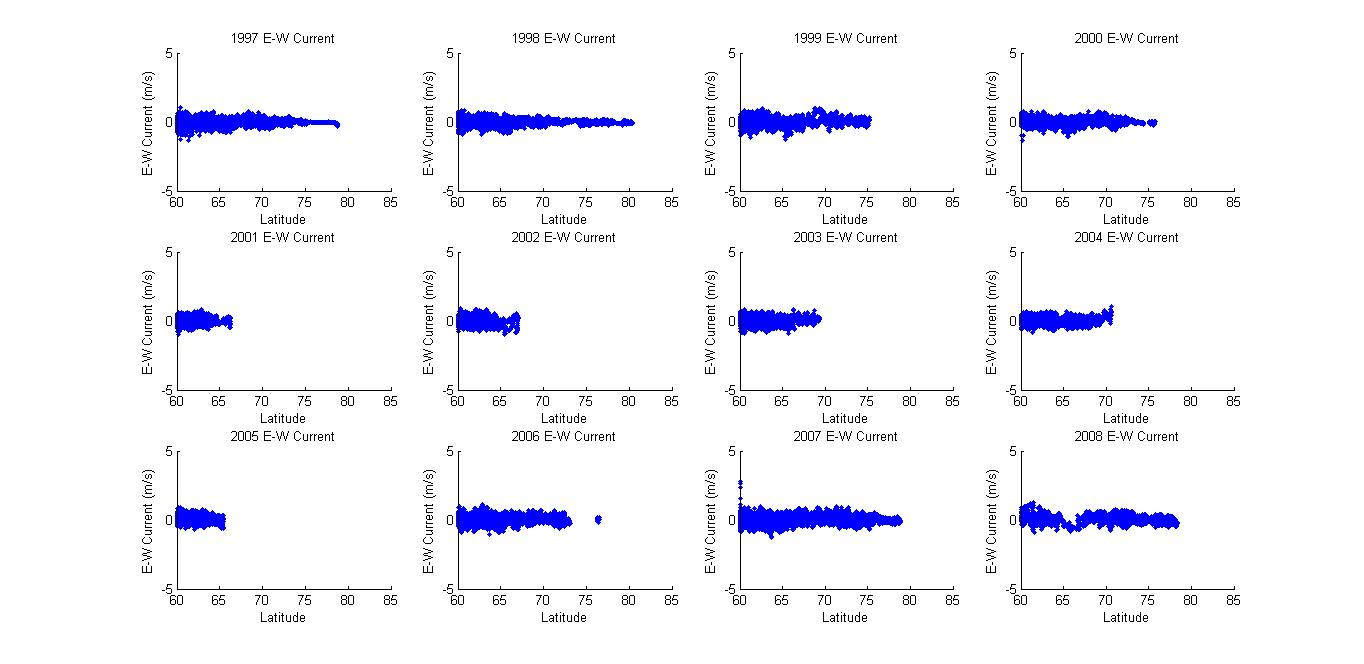 1997 E-W Current
1998 E-W Current
1999 E-W Current
2000 E-W Current
5
0
-5
E-W Current (m/s)
60 65 70 75 80 85
Latitude
5
0
-5
E-W Current (m/s)
60 65 70 75 80 85
Latitude
5
0
-5
E-W Current (m/s)
60 65 70 75 80 85
Latitude
5
0
-5
E-W Current (m/s)
60 65 70 75 80 85
Latitude
2001 E-W Current
2002 E-W Current
2003 E-W Current
2004 E-W Current
5
0
-5
E-W Current (m/s)
60 65 70 75 80 85
Latitude
5
0
-5
E-W Current (m/s)
60 65 70 75 80 85
Latitude
5
0
-5
E-W Current (m/s)
60 65 70 75 80 85
Latitude
5
0
-5
E-W Current (m/s)
60 65 70 75 80 85
Latitude
2005 E-W Current
2006 E-W Current
2007 E-W Current
2008 E-W Current
5
0
-5
E-W Current (m/s)
60 65 70 75 80 85
Latitude
5
0
-5
E-W Current (m/s)
60 65 70 75 80 85
Latitude
5
0
-5
E-W Current (m/s)
60 65 70 75 80 85
Latitude
5
0
-5
E-W Current (m/s)
60 65 70 75 80 85
Latitude